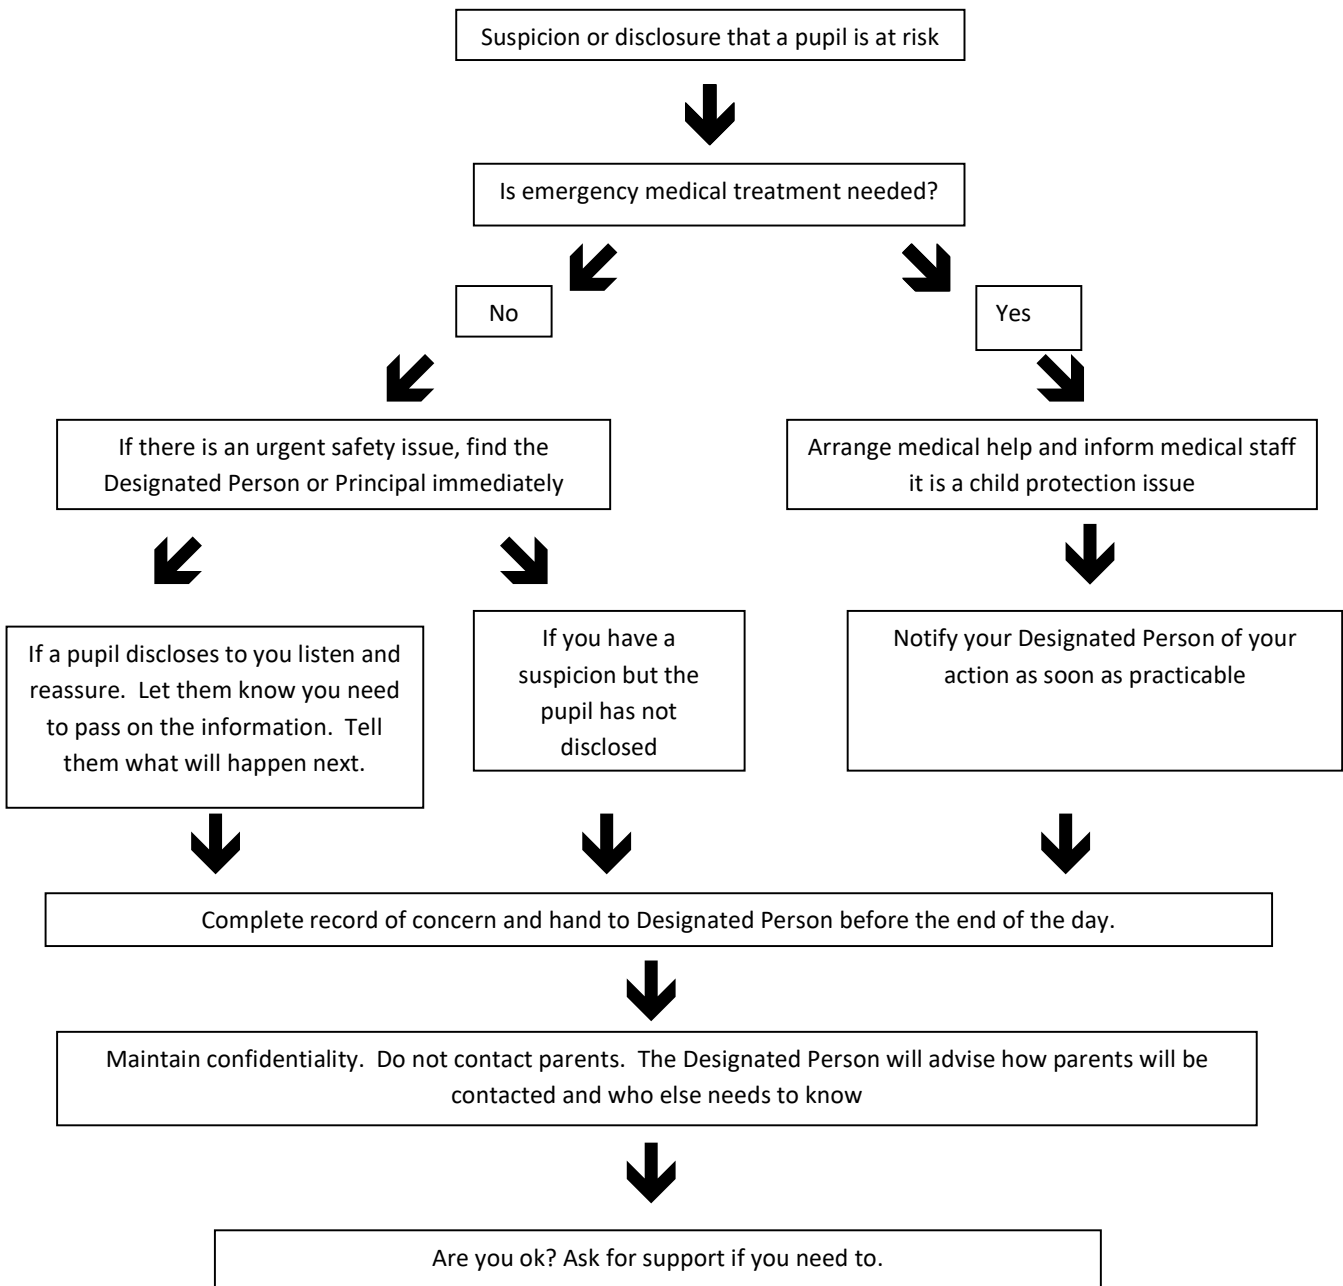 Suspicion or disclosure that a pupil is at risk
Is emergency medical treatment needed?
No
Yes
If there is an urgent safety issue, find the
Designated Person or Principal immediately
Arrange medical help and inform medical staff
it is a child protection issue
If a pupil discloses to you listen and
reassure. Let them know you need
to pass on the information. Tell
them what will happen next.
If you have a
suspicion but the
pupil has not
disclosed
Notify your Designated Person of your
action as soon as practicable
Complete record of concern and hand to Designated Person before the end of the day.
Maintain confidentiality. Do not contact parents. The Designated Person will advise how parents will be
contacted and who else needs to know
Are you ok? Ask for support if you need to.